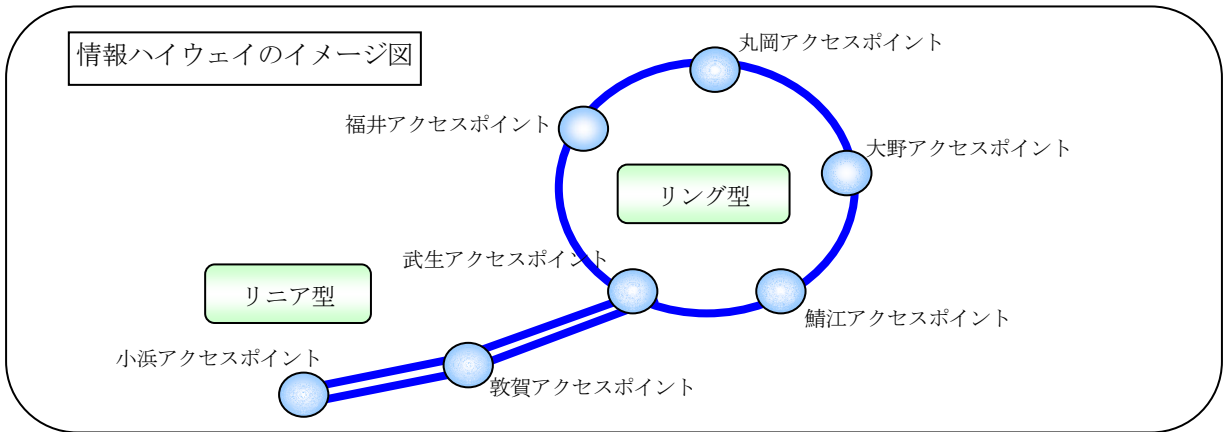 情報ハイウェイのイメージ図
丸岡アクセスポイント
福井アクセスポイント
大野アクセスポイント
リング型
武生アクセスポイント
リニア型
鯖江アクセスポイント
小浜アクセスポイント
敦賀アクセスポイント